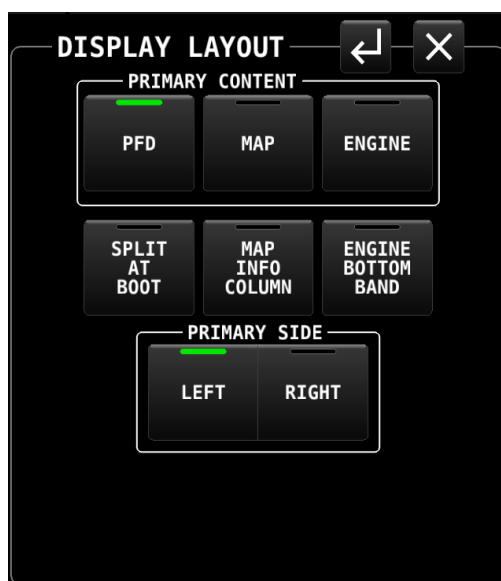 DISPLAY LAYOUT
PRIMARY CONTENT
PFD MAP ENGINE
SPLIT MAP ENGINE
AT INFO BOTTOM
BOOT COLUMN BAND
PRIMARY SIDE
LEFT RIGHT